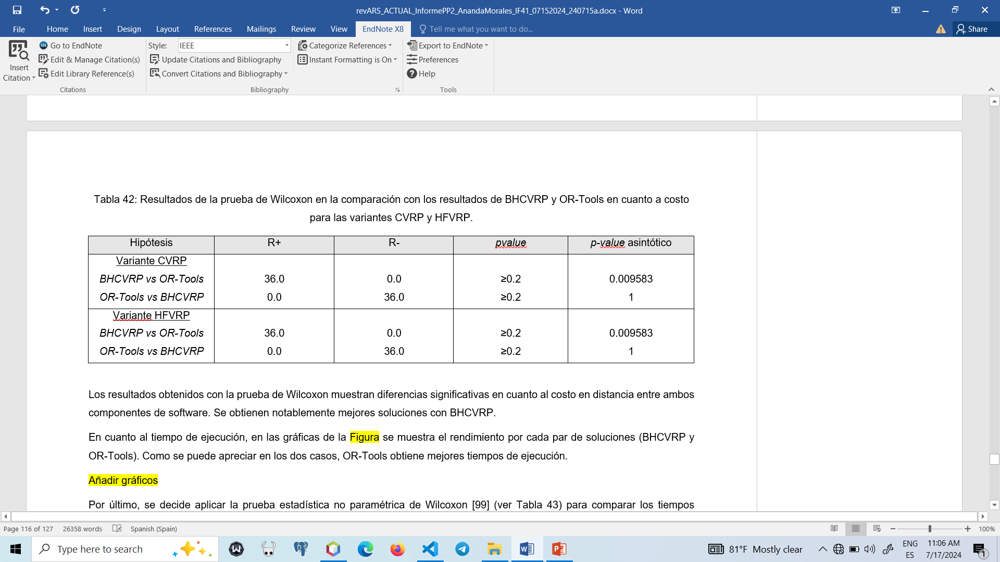 revARS_ACTUAL_InformePP2_AnandaMorales_IF41_07152024_240715a.docx - Word
File
Home
Insert
Design
Layout
References
Mailings
Review
View
EndNote X8
Tell me what you want to do...
Share
Insert
Citation
Go to EndNote
Edit & Manage Citation(s)
Edit Library Reference(s)
Citations
Style:
IEEE
Update Citations and Bibliography
Convert Citations and Bibliography
Categorize References
Instant Formatting is On
Bibliography
Export to EndNote
Preferences
Help
Tools
Tabla 42: Resultados de la prueba de Wilcoxon en la comparación con los resultados de BHCVRP y OR-Tools en cuanto a costo
para las variantes CVRP y HFVRP.
Hipótesis R+ R- pvalue p-value asintótico
Variante CVRP
BHCVRP vs OR-Tools 36.0 0.0 ≥0.2 0.009583
OR-Tools vs BHCVRP 0.0 36.0 ≥0.2 1
Variante HFVRP
BHCVRP vs OR-Tools 36.0 0.0 ≥0.2 0.009583
OR-Tools vs BHCVRP 0.0 36.0 ≥0.2 1
Los resultados obtenidos con la prueba de Wilcoxon muestran diferencias significativas en cuanto al costo en distancia entre ambos
componentes de software. Se obtienen notablemente mejores soluciones con BHCVRP.
En cuanto al tiempo de ejecución, en las gráficas de la Figura se muestra el rendimiento por cada par de soluciones (BHCVRP y
OR-Tools). Como se puede apreciar en los dos casos, OR-Tools obtiene mejores tiempos de ejecución.
Añadir gráficos
Por último, se decide aplicar la prueba estadística no paramétrica de Wilcoxon [99] (ver Tabla 43) para comparar los tiempos
Page 116 of 127
26358 words
Spanish (Spain)
100%
Type here to search
81°F Mostly clear
ENG
ES
11:06 AM
7/17/2024
1